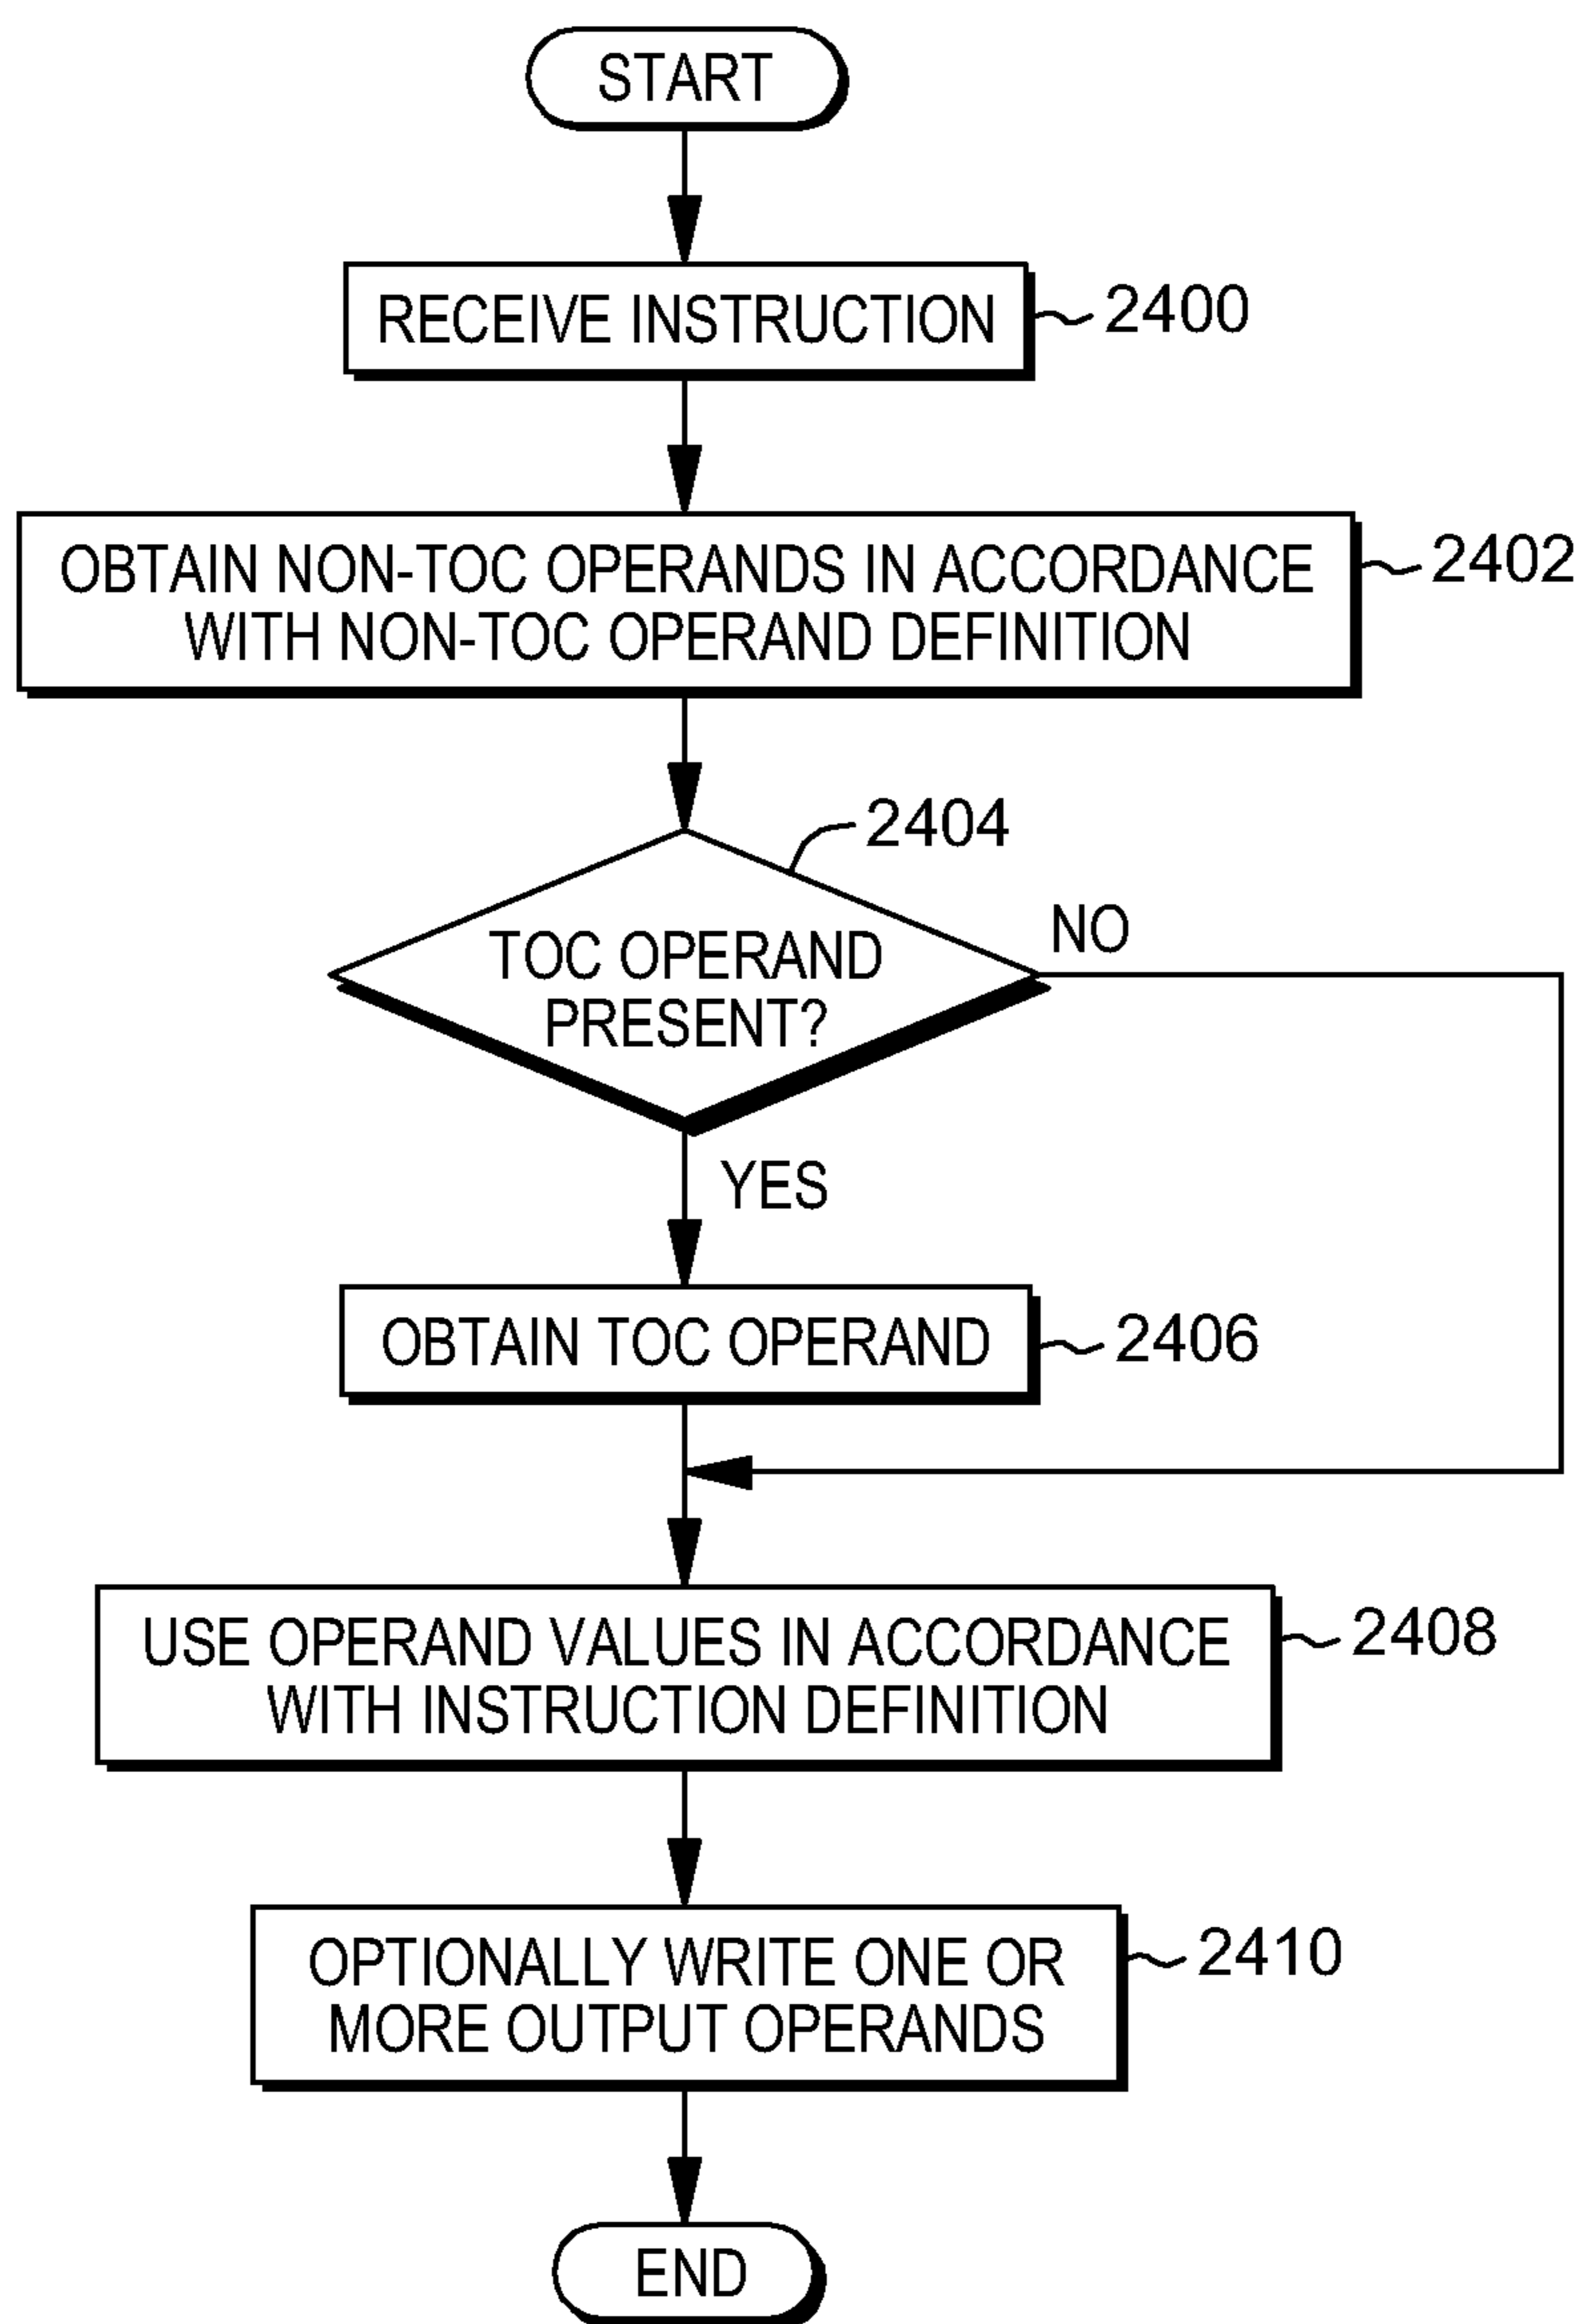 START
RECEIVE INSTRUCTION
2400
OBTAIN NON-TOC OPERANDS IN ACCORDANCE
WITH NON-TOC OPERAND DEFINITION
2402
2404
TOC OPERAND
PRESENT?
NO
YES
OBTAIN TOC OPERAND
2406
USE OPERAND VALUES IN ACCORDANCE
WITH INSTRUCTION DEFINITION
2408
OPTIONALLY WRITE ONE OR
MORE OUTPUT OPERANDS
2410
END